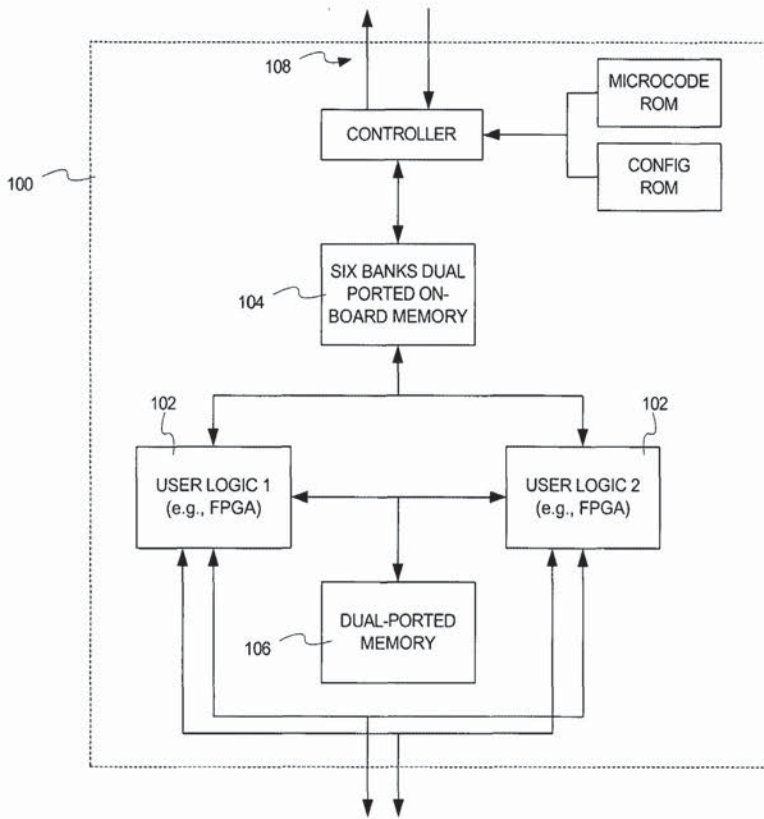 108
MICROCODE
ROM
CONTROLLER
CONFIG
ROM
100
SIX BANKS DUAL
PORTED ON-
BOARD MEMORY
104
102
102
USER LOGIC 1
(e.g., FPGA)
USER LOGIC 2
(e.g., FPGA)
DUAL-PORTED
MEMORY
106